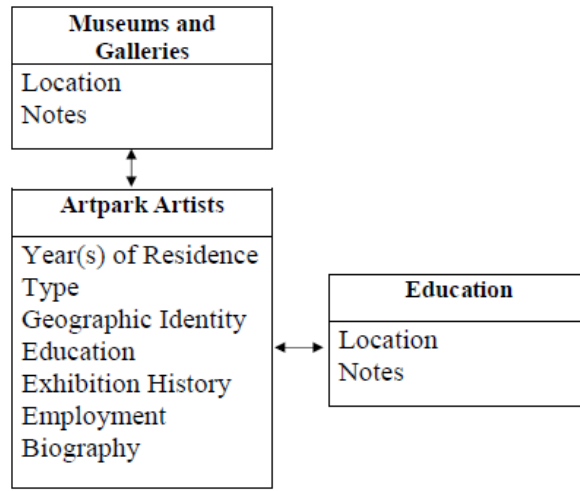 Museums and
Galleries
Location
Notes
Artpark Artists
Year(s) of Residence
Type
Geographic Identity
Education
Exhibition History
Employment
Biography
Education
Location
Notes